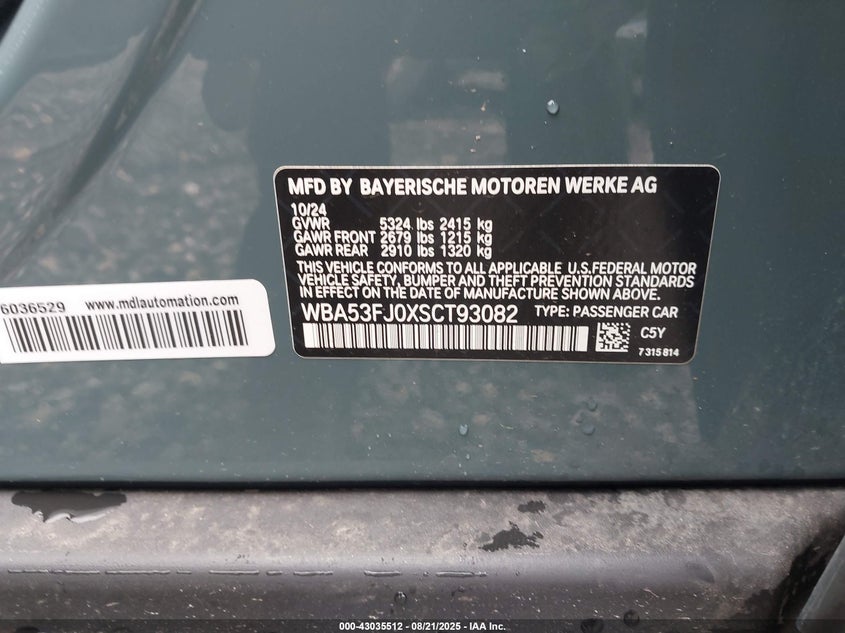 MFD BY BAYERISCHE MOTOREN WERKE AG
10/24
GVWR 5324 lbs 2415 kg
GAWR FRONT 2679 lbs 1215 kg
GAWR REAR 2910 lbs 1320 kg
THIS VEHICLE CONFORMS TO ALL APPLICABLE U.S.FEDERAL MOTOR
VEHICLE SAFETY, BUMPER AND THEFT PREVENTION STANDARDS
IN EFFECT ON THE DATE OF MANUFACTURE SHOWN ABOVE.
WBA53FJ0XSCT93082 TYPE: PASSENGER CAR
C5Y
7315814
6036529 www.mdlautomation.com
000-43035512 - 08/21/2025 - IAA Inc.